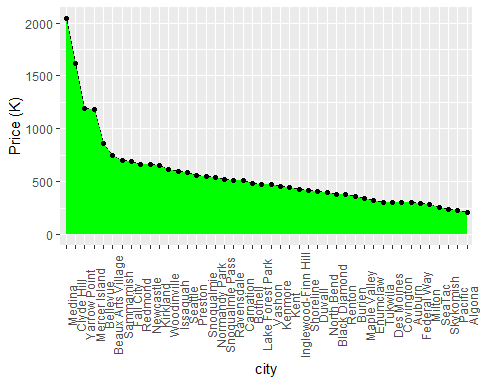 Price (K)
2000
1500
1000
500
0
Medina
Clyde Hill
Yarrow Point
Mercer Island
Bellevue
Beaux Arts Village
Sammamish
Fall City
Redmond
Newcastle
Kirkland
Woodinville
Issaquah
Seattle
Preston
Snoqualmie
Normandy Park
Snoqualmie Pass
Ravensdale
Carnation
Bothell
Lake Forest Park
Vashon
Kenmore
Kent
Inglewood-Finn Hill
Shoreline
Duvall
North Bend
Black Diamond
Renton
Burien
Maple Valley
Enumclaw
Tukwila
Des Moines
Covington
Auburn
Federal Way
Milton
SeaTac
Skykomish
Pacific
Algona
city